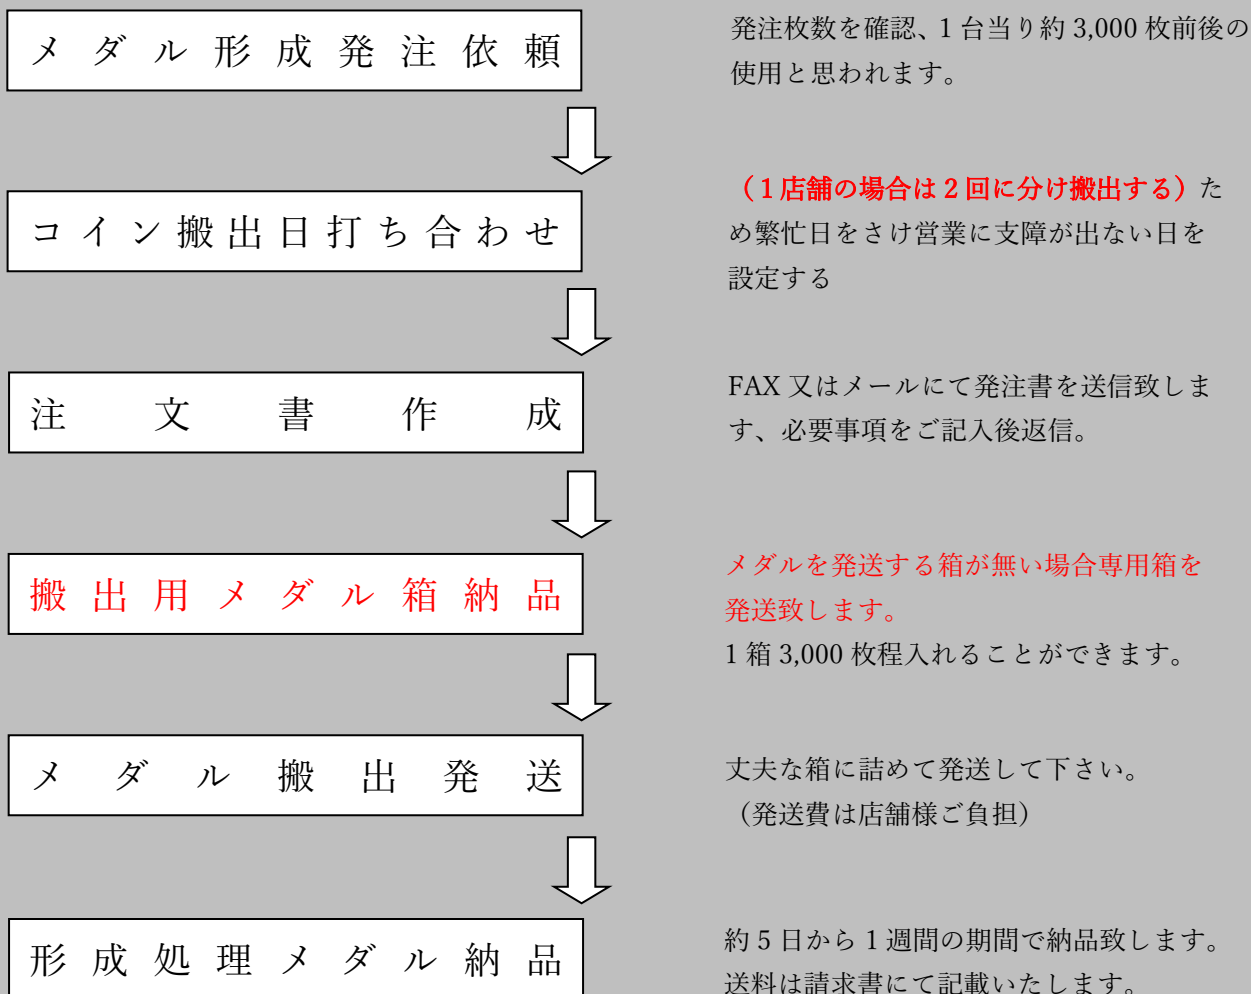 メダル形成発注依頼
発注枚数を確認、1台当り約3,000枚前後の
使用と思われます。
コイン搬出日打ち合わせ
（１店舗の場合は２回に分け搬出する）た
め繁忙日をさけ営業に支障が出ない日を
設定する
注文書作成
FAX又はメールにて発注書を送信致しま
す、必要事項をご記入後返信。
搬出用メダル箱納品
メダルを発送する箱が無い場合専用箱を
発送致します。
1箱3,000枚程入れることができます。
メダル搬出発送
丈夫な箱に詰めて発送して下さい。
（発送費は店舗様ご負担）
形成処理メダル納品
約5日から1週間の期間で納品致します。
送料は請求書にて記載いたします。